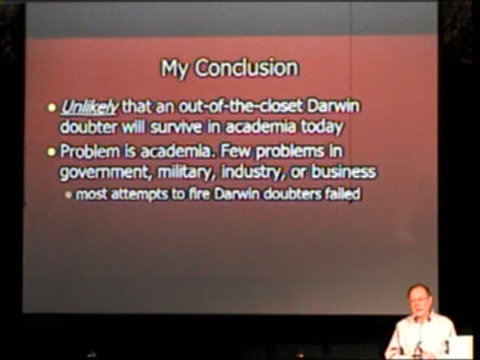 My Conclusion
• Unlikely that an out-of-the-closet Darwin
doubter will survive in academia today
• Problem is academia. Few problems in
government, military, industry, or business
• most attempts to fire Darwin doubters failed